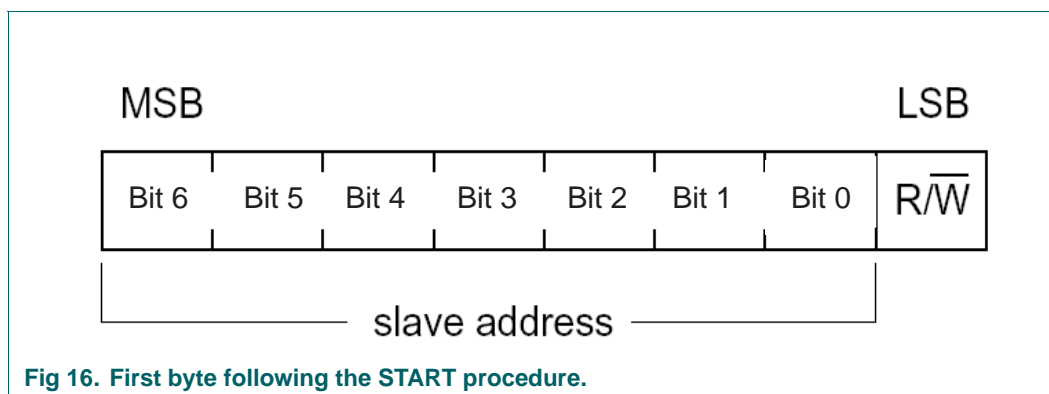 MSB LSB
Bit 6 Bit 5 Bit 4 Bit 3 Bit 2 Bit 1 Bit 0 R/W̅
slave address
Fig 16. First byte following the START procedure.